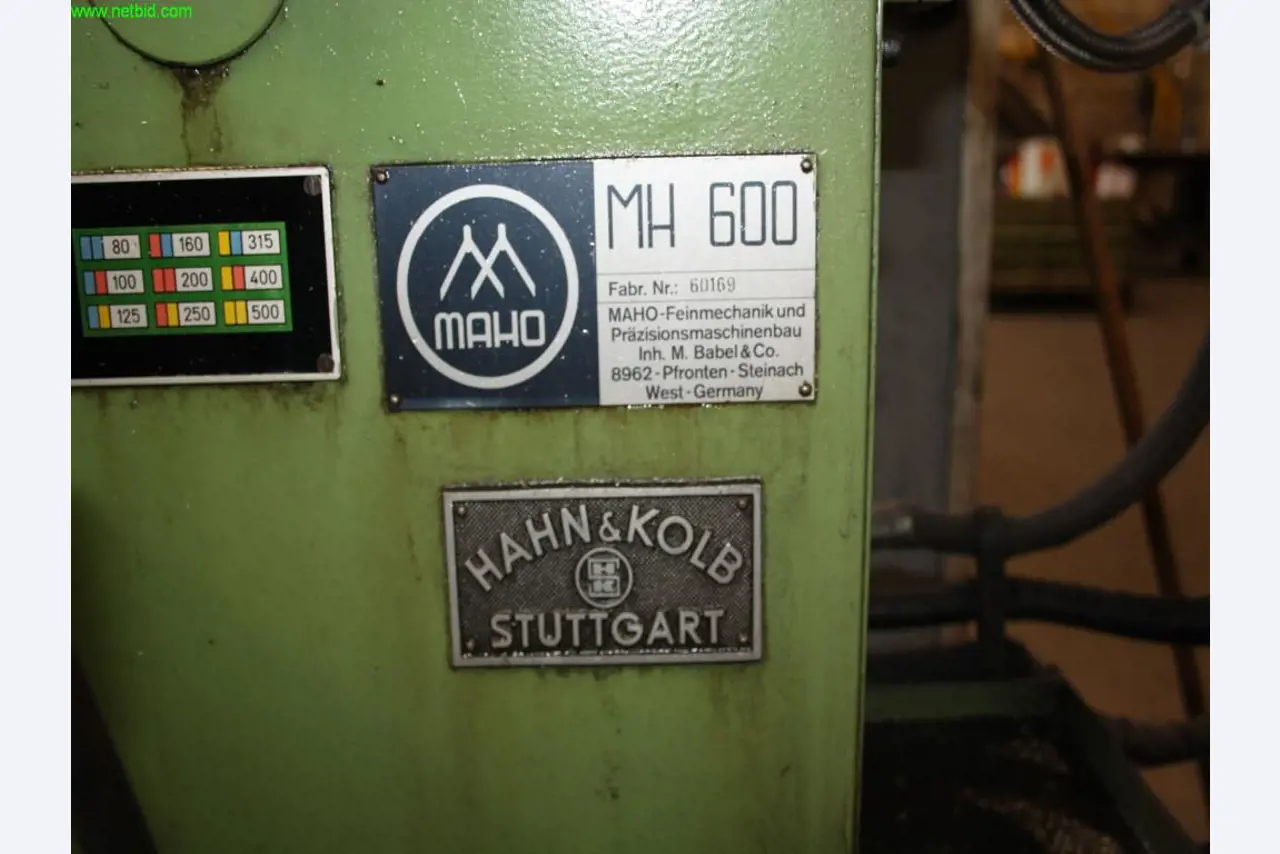 www.netbid.com
80 160 315
100 200 400
125 250 500
MAHO
MH 600
Fabr. Nr.: 60169
MAHO-Feinmechanik und
Präzisionsmaschinenbau
Inh. M. Babel & Co.
8962-Pfronten-Steinach
West-Germany
HAHN & KOLB
HK
STUTTGART